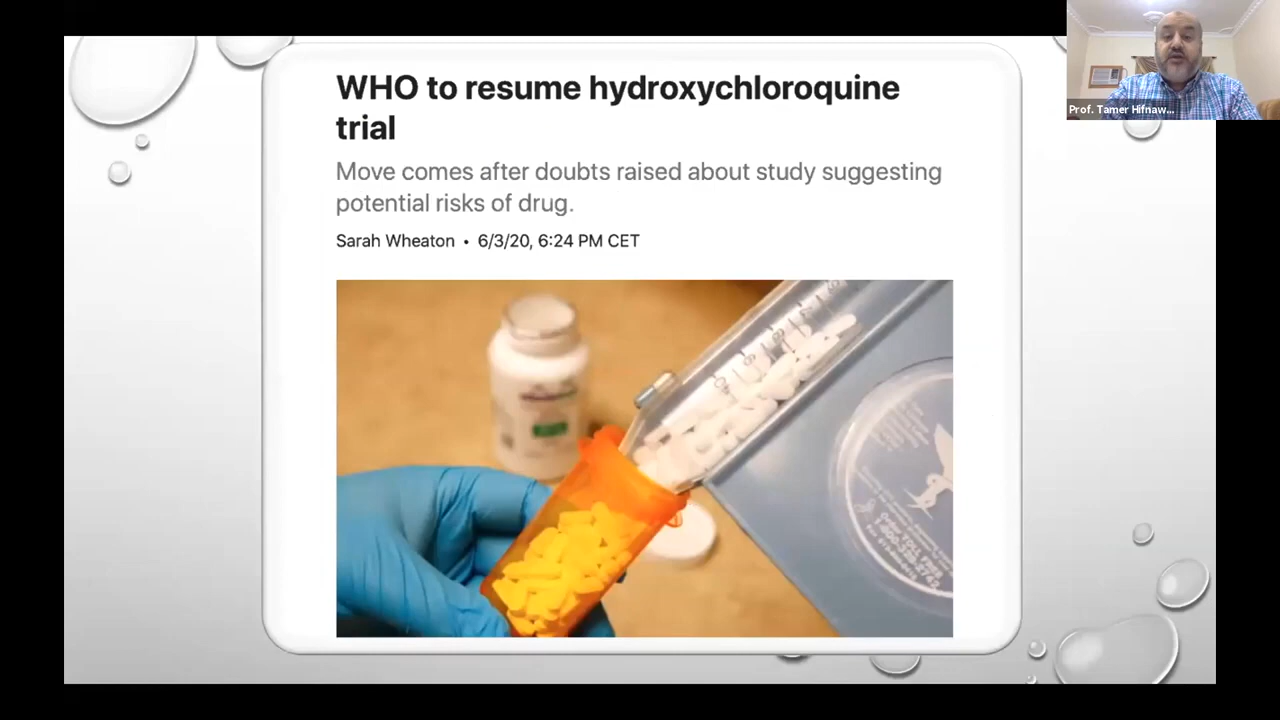 WHO to resume hydroxychloroquine
trial
Move comes after doubts raised about study suggesting
potential risks of drug.
Sarah Wheaton • 6/3/20, 6:24 PM CET
Prof. Tamer Hifnaw...